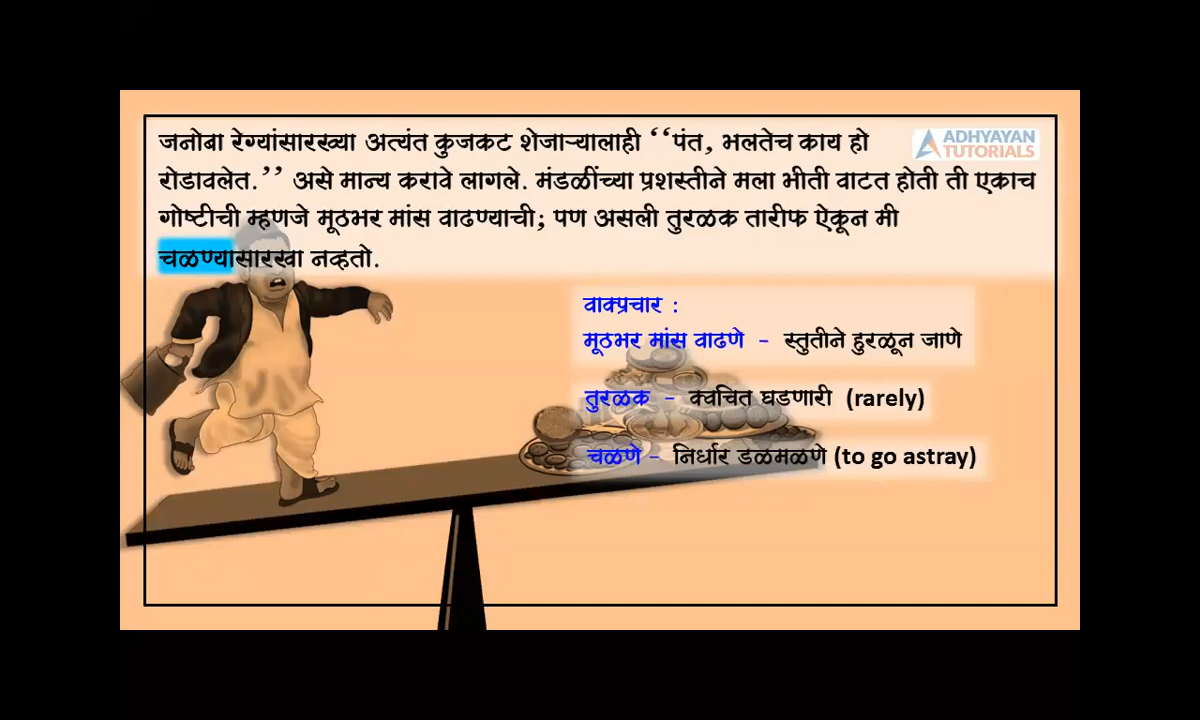 जनोबा रेग्यांसारख्या अत्यंत कुजकट शेजाऱ्यालाही “पंत, भलतेच काय हो
ADHYAYAN
TUTORIALS
रोडावलेत.” असे मान्य करावे लागले. मंडळींच्या प्रशस्तीने मला भीती वाटत होती ती एकाच
गोष्टीची म्हणजे मूठभर मांस वाढण्याची; पण असली तुरळक तारीफ ऐकून मी
चळण्यासारखा नव्हतो.
वाक्प्रचार :
मूठभर मांस वाढणे - स्तुतीने हुरळून जाणे
तुरळक - क्वचित घडणारी (rarely)
चळणे - निर्धार डळमळणे (to go astray)